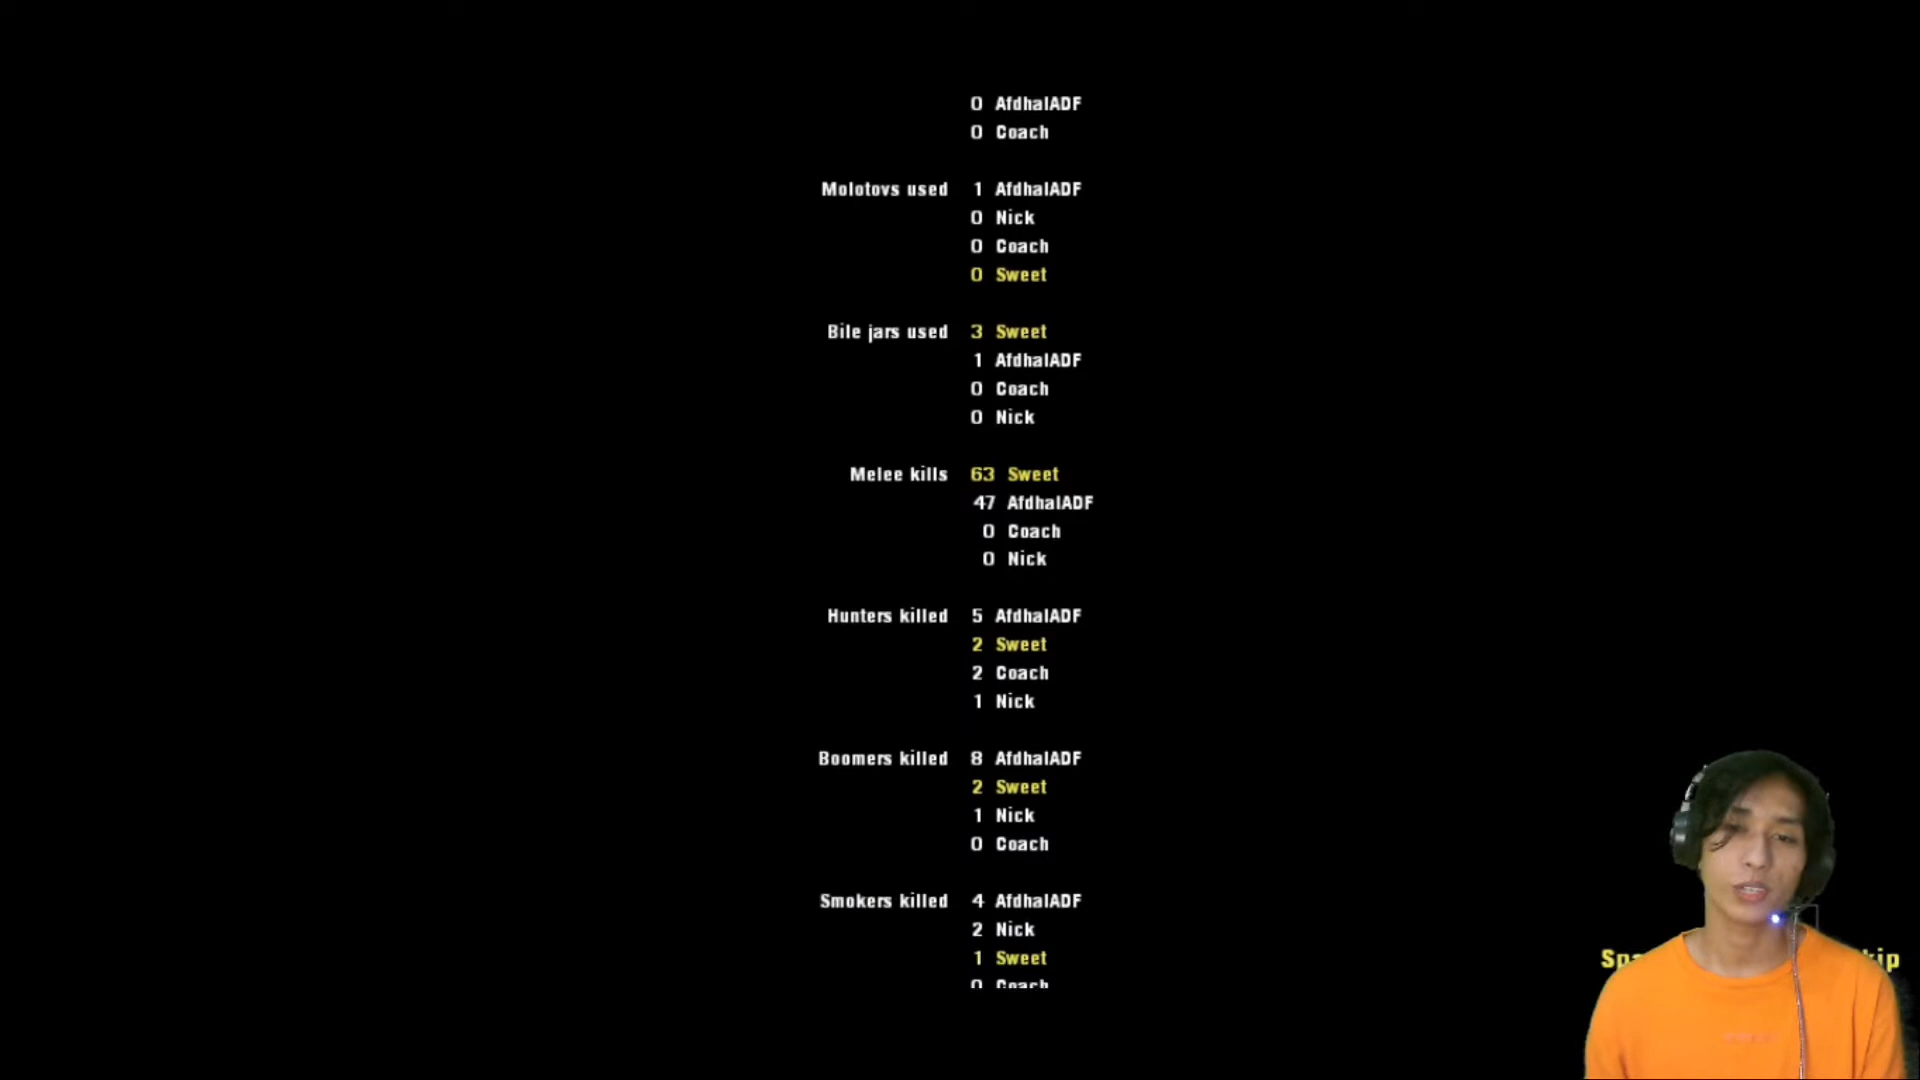 0 AfdhalADF
0 Coach
Molotovs used 1 AfdhalADF
0 Nick
0 Coach
0 Sweet
Bile jars used 3 Sweet
1 AfdhalADF
0 Coach
0 Nick
Melee kills 63 Sweet
47 AfdhalADF
0 Coach
0 Nick
Hunters killed 5 AfdhalADF
2 Sweet
2 Coach
1 Nick
Boomers killed 8 AfdhalADF
2 Sweet
1 Nick
0 Coach
Smokers killed 4 AfdhalADF
2 Nick
1 Sweet
0 Coach